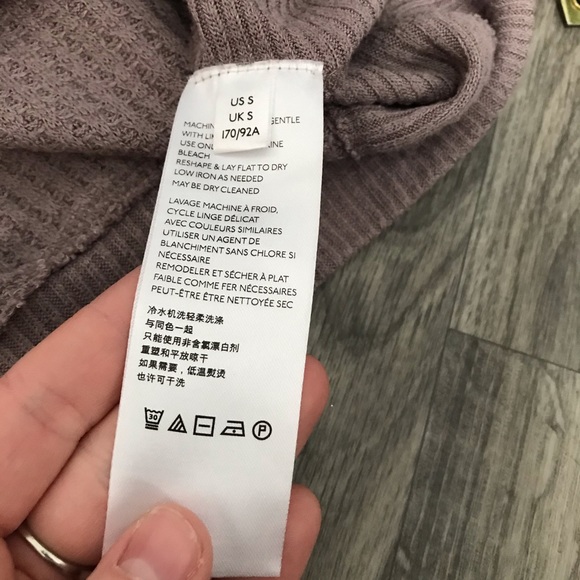 US S
UK S
170/92A
GENTLE
WITH
USE
BLEACH
RESHAPE & LAY FLAT TO DRY
LOW IRON AS NEEDED
MAY BE DRY CLEANED
LAVAGE MACHINE À FROID,
CYCLE LINGE DÉLICAT
AVEC COULEURS SIMILAIRES
UTILISER UN AGENT DE
BLANCHIMENT SANS CHLORE SI
NÉCESSAIRE
REMODELER ET SÉCHER À PLAT
FAIBLE COMME FER NÉCESSAIRES
PEUT-ÊTRE ÊTRE NETTOYÉE SEC
冷水机洗轻柔洗涤
与同色一起
只能使用非含氯漂白剂
重塑和平放晾干
如果需要，低温熨烫
也许可干洗
30
P